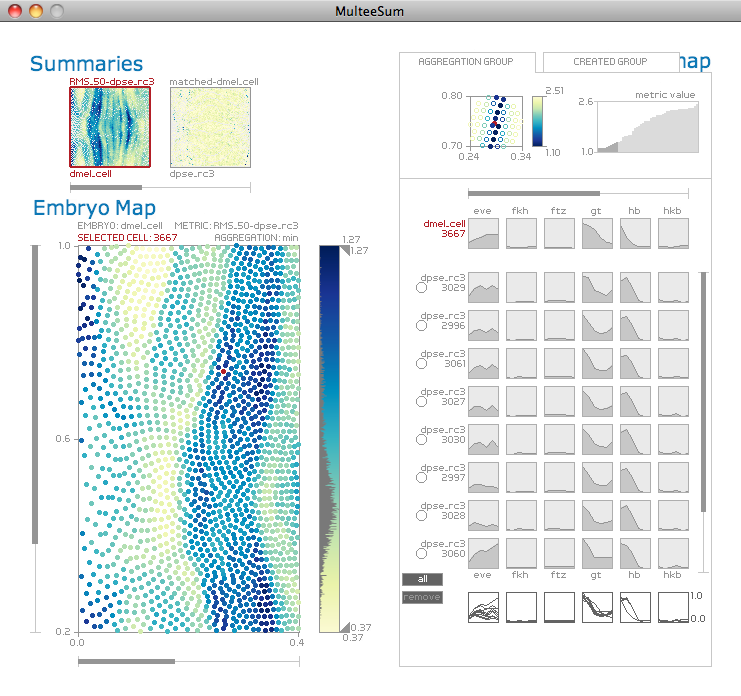 MulteeSum
Summaries
RMS_50-dpse_rc3 matched-dmel_cell
dmel_cell dpse_rc3
Embryo Map
EMBRYO: dmel_cell METRIC: RMS_50-dpse_rc3
SELECTED CELL: 3667 AGGREGATION: min
1.0
0.6
0.2
0.0 0.4
1.27
1.27
0.37
0.37
map
AGGREGATION GROUP CREATED GROUP
0.80
0.70
0.24 0.34
2.51
1.10
metric value
2.6
1.0
eve fkh ftz gt hb hkb
dmel_cell
3667
dpse_rc3
3029
dpse_rc3
2996
dpse_rc3
3061
dpse_rc3
3027
dpse_rc3
3030
dpse_rc3
2997
dpse_rc3
3028
dpse_rc3
3060
eve fkh ftz gt hb hkb
all
remove
1.0
0.0